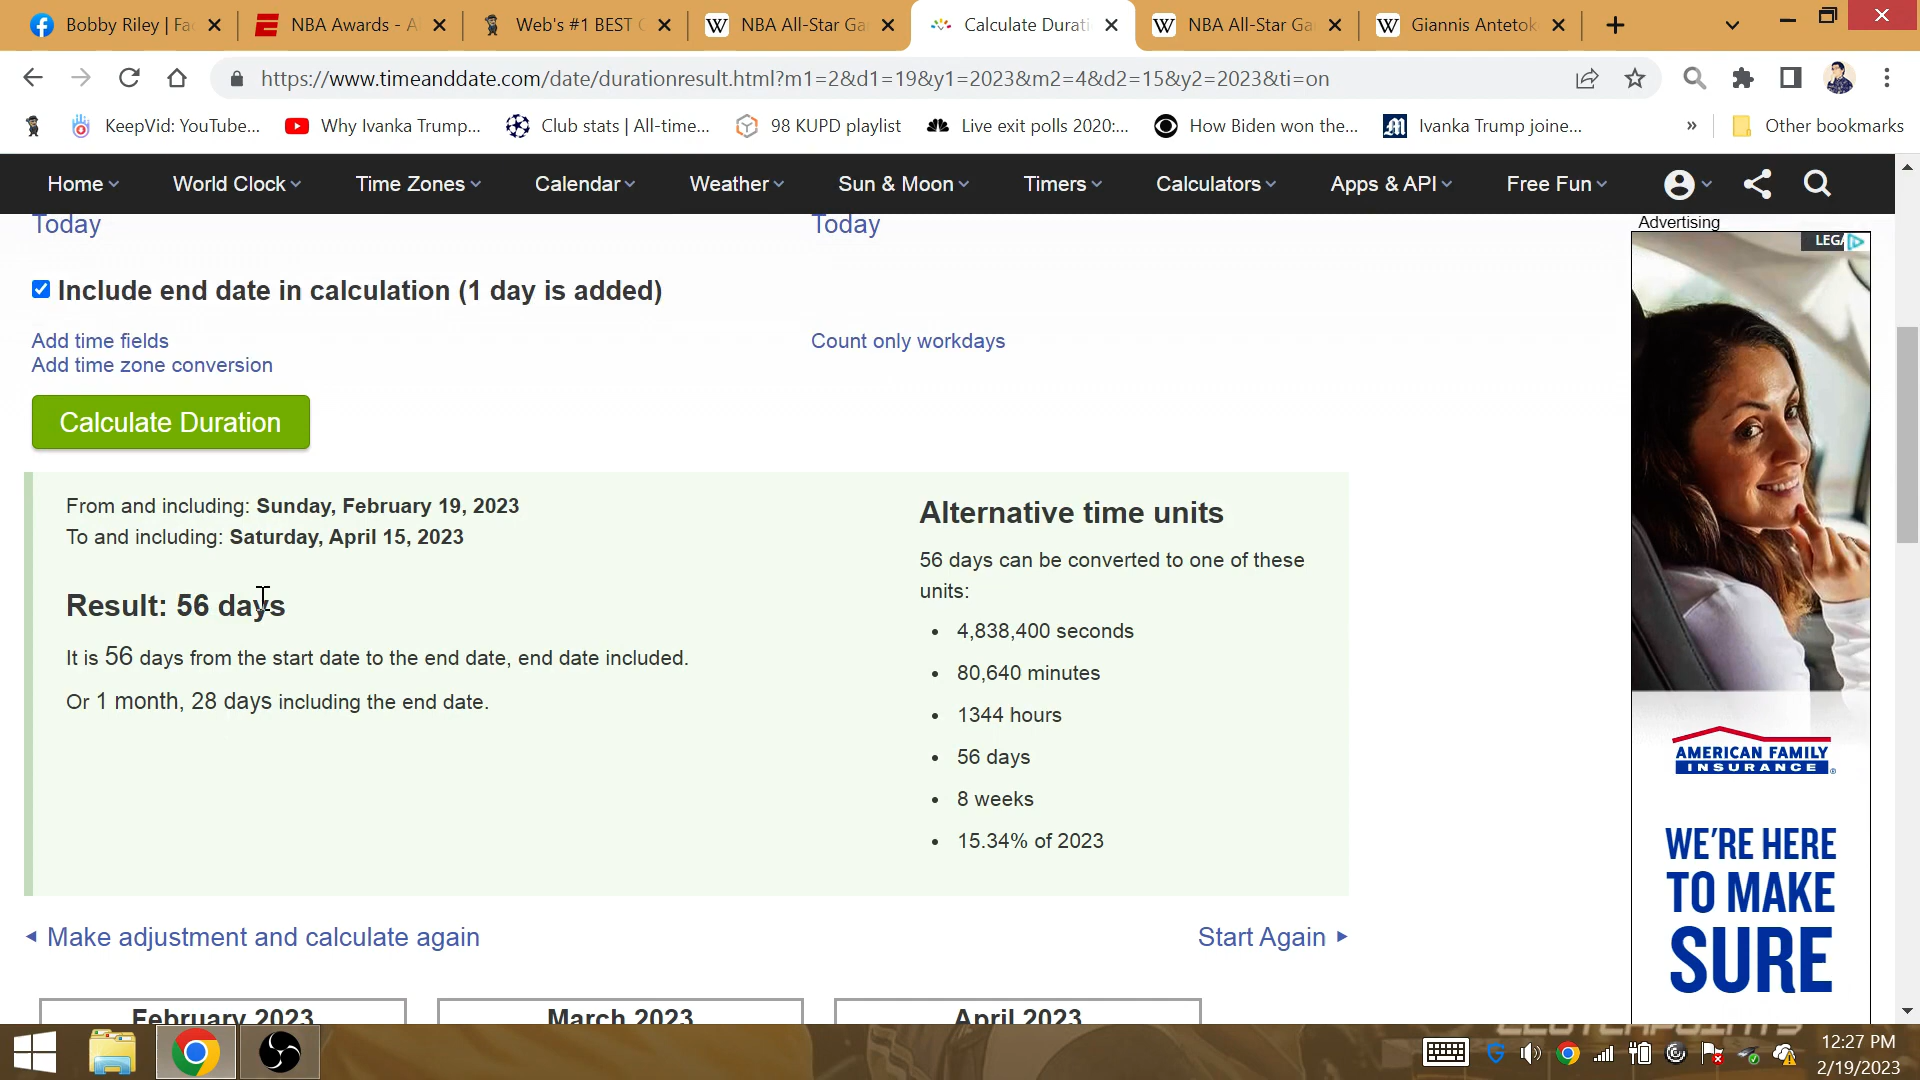 Bobby Riley | Fa
NBA Awards - A
Web's #1 BEST
NBA All-Star Ga
Calculate Durati
NBA All-Star Ga
Giannis Antetok
https://www.timeanddate.com/date/durationresult.html?m1=2&d1=19&y1=2023&m2=4&d2=15&y2=2023&ti=on
KeepVid: YouTube...
Why Ivanka Trump...
Club stats | All-time...
98 KUPD playlist
Live exit polls 2020:...
How Biden won the...
Ivanka Trump joine...
»
Other bookmarks
Home
World Clock
Time Zones
Calendar
Weather
Sun & Moon
Timers
Calculators
Apps & API
Free Fun
Today
Today
Advertising
Include end date in calculation (1 day is added)
Add time fields
Count only workdays
Add time zone conversion
Calculate Duration
From and including: Sunday, February 19, 2023
To and including: Saturday, April 15, 2023
Result: 56 days
It is 56 days from the start date to the end date, end date included.
Or 1 month, 28 days including the end date.
Alternative time units
56 days can be converted to one of these
units:
4,838,400 seconds
80,640 minutes
1344 hours
56 days
8 weeks
15.34% of 2023
Make adjustment and calculate again
Start Again
February 2023
March 2023
April 2023
AMERICAN FAMILY
INSURANCE
WE'RE HERE
TO MAKE
SURE
12:27 PM
2/19/2023